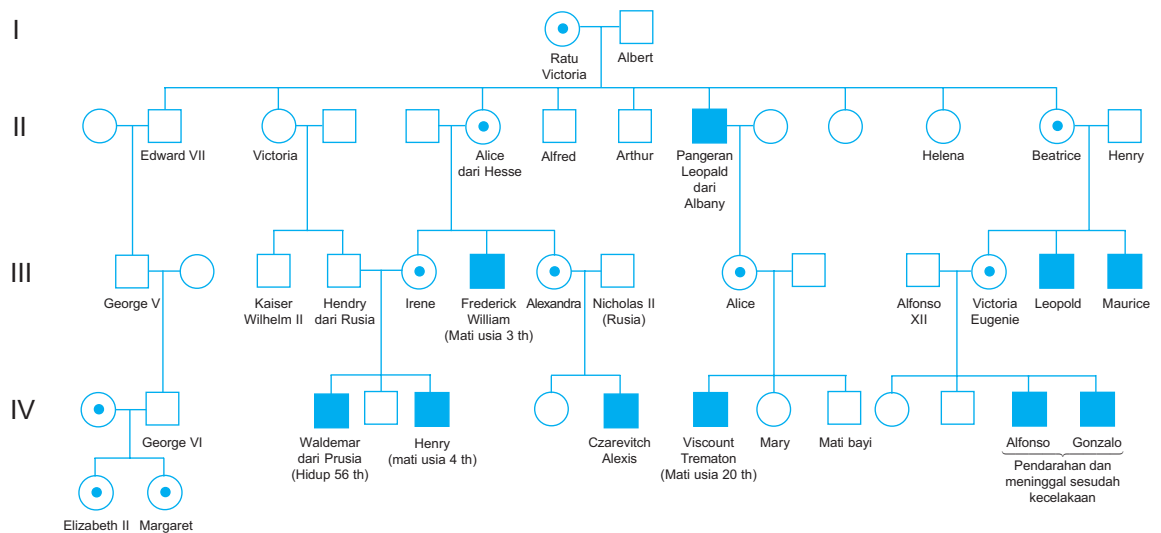 I
Ratu
Victoria
Albert
II
Edward VII
Victoria
Alice
dari Hesse
Alfred
Arthur
Pangeran
Leopald
dari
Albany
Helena
Beatrice
Henry
III
George V
Kaiser
Wilhelm II
Hendry
dari Rusia
Irene
Frederick
William
(Mati usia 3 th)
Alexandra
Nicholas II
(Rusia)
Alice
Alfonso
XII
Victoria
Eugenie
Leopold
Maurice
IV
George VI
Waldemar
dari Prusia
(Hidup 56 th)
Henry
(mati usia 4 th)
Czarevitch
Alexis
Viscount
Trematon
(Mati usia 20 th)
Mary
Mati bayi
Alfonso
Gonzalo
Pendarahan dan
meninggal sesudah
kecelakaan
Elizabeth II
Margaret